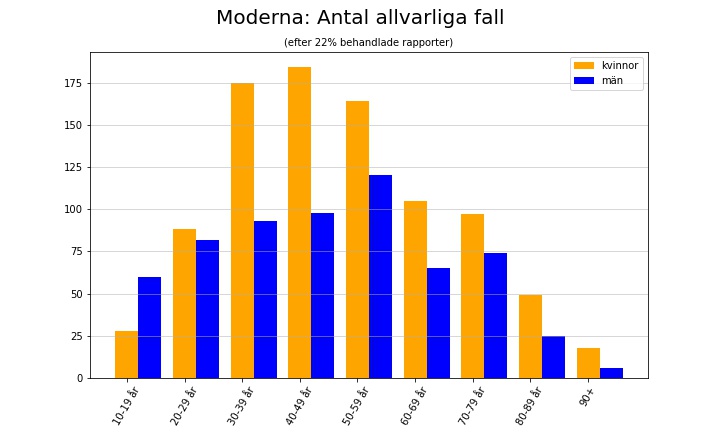 Moderna: Antal allvarliga fall
(efter 22% behandlade rapporter)
kvinnor
män
175
150
125
100
75
50
25
0
10-19 år
20-29 år
30-39 år
40-49 år
50-59 år
60-69 år
70-79 år
80-89 år
90+